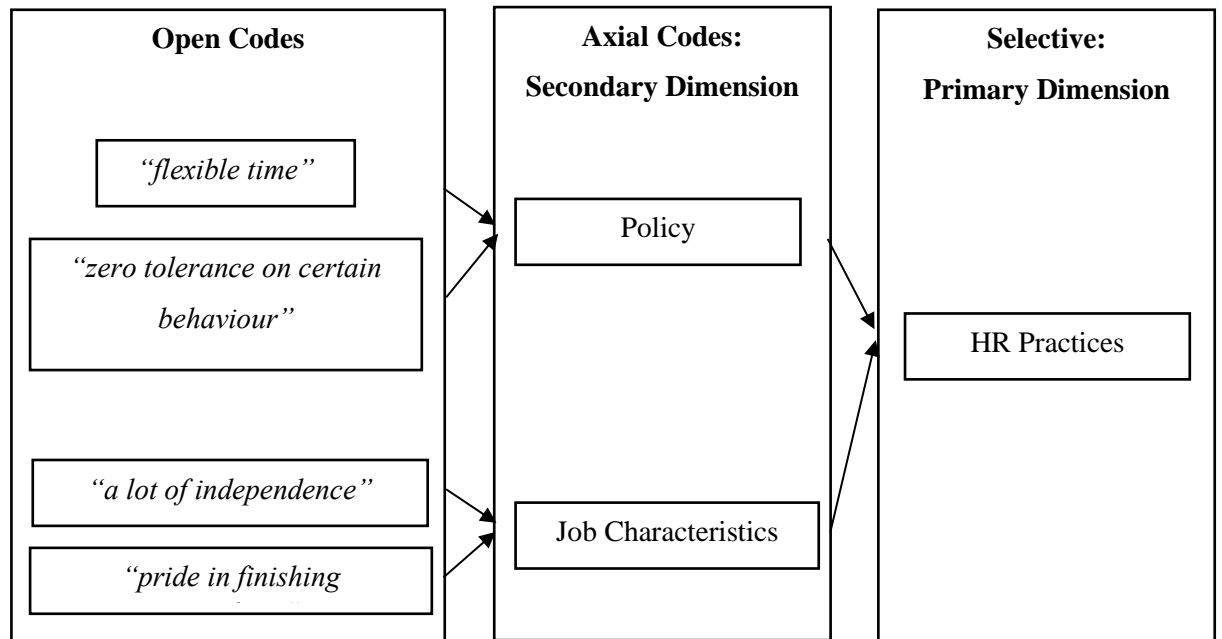 Open Codes
“flexible time”
“zero tolerance on certain
behaviour”
“a lot of independence”
“pride in finishing
Axial Codes:
Secondary Dimension
Policy
Job Characteristics
Selective:
Primary Dimension
HR Practices